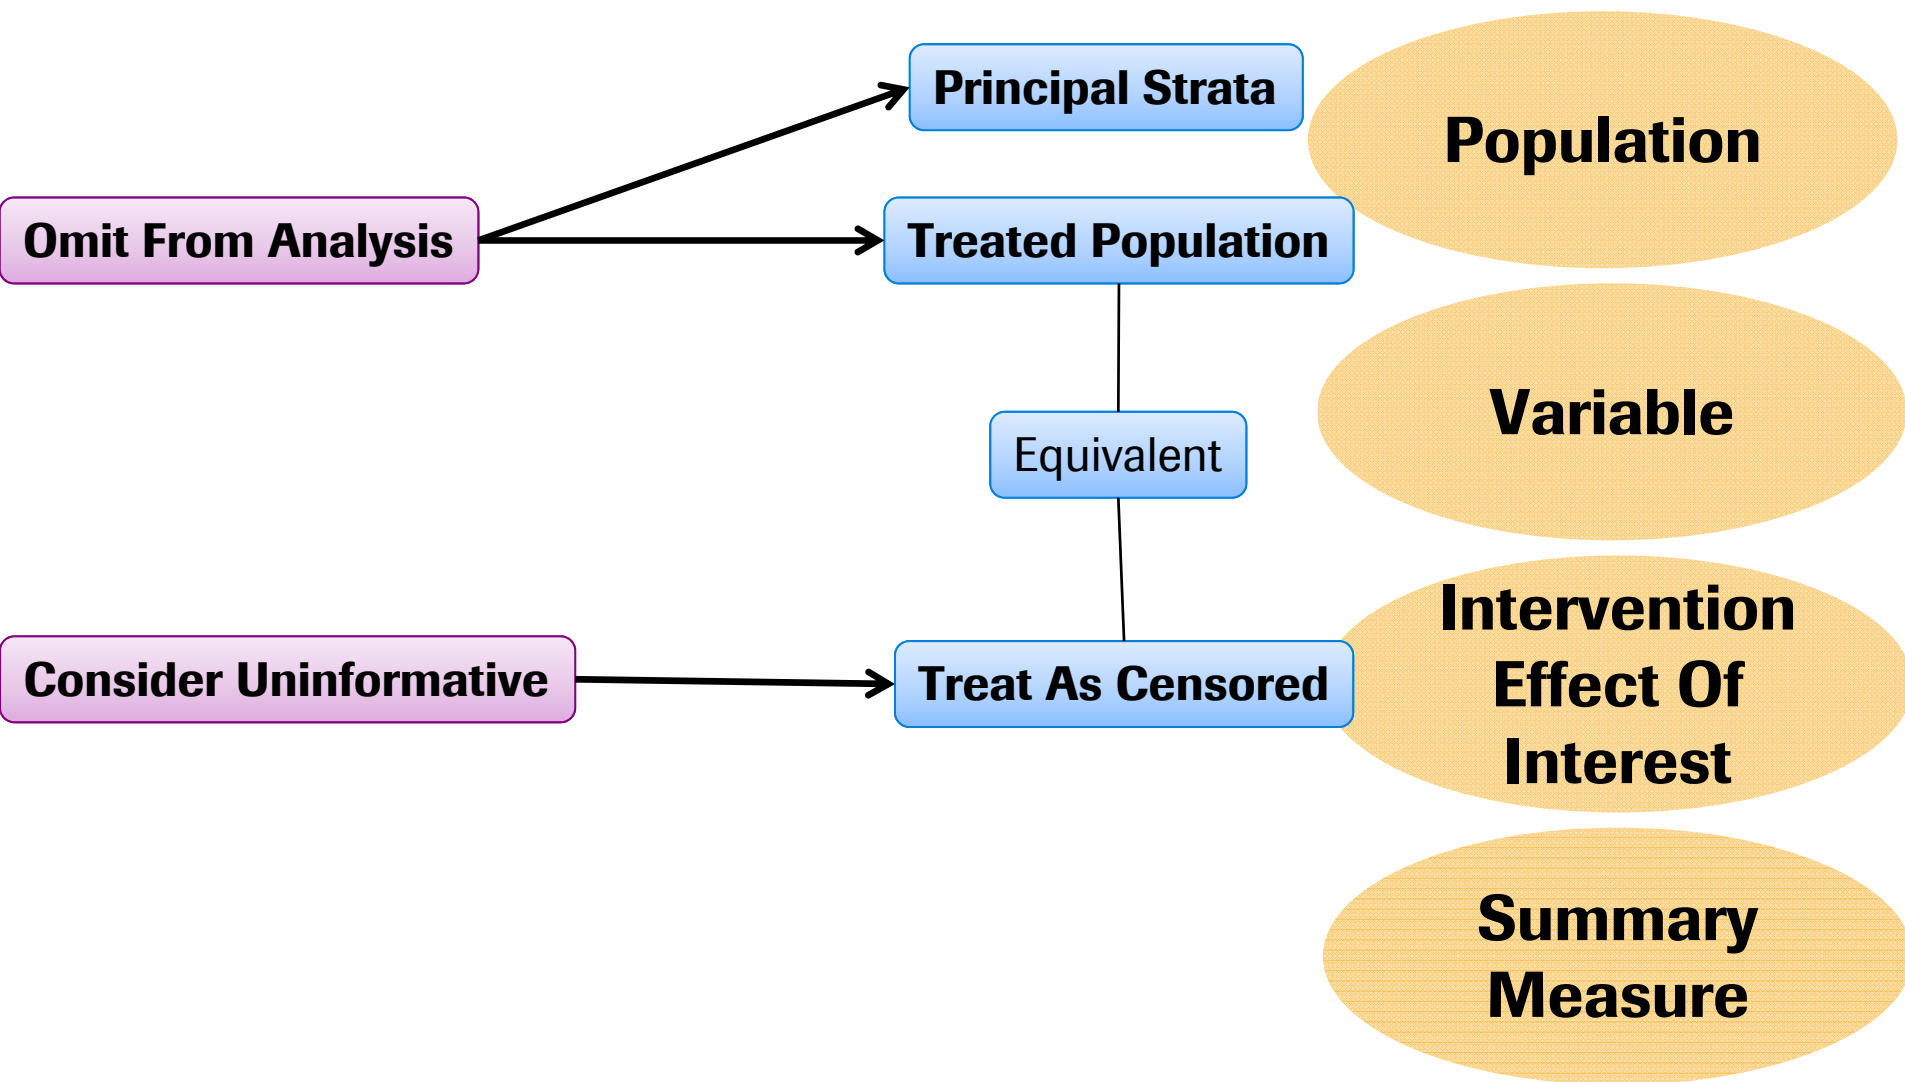 Principal Strata
Population
Omit From Analysis
Treated Population
Variable
Equivalent
Intervention
Effect Of
Interest
Consider Uninformative
Treat As Censored
Summary
Measure